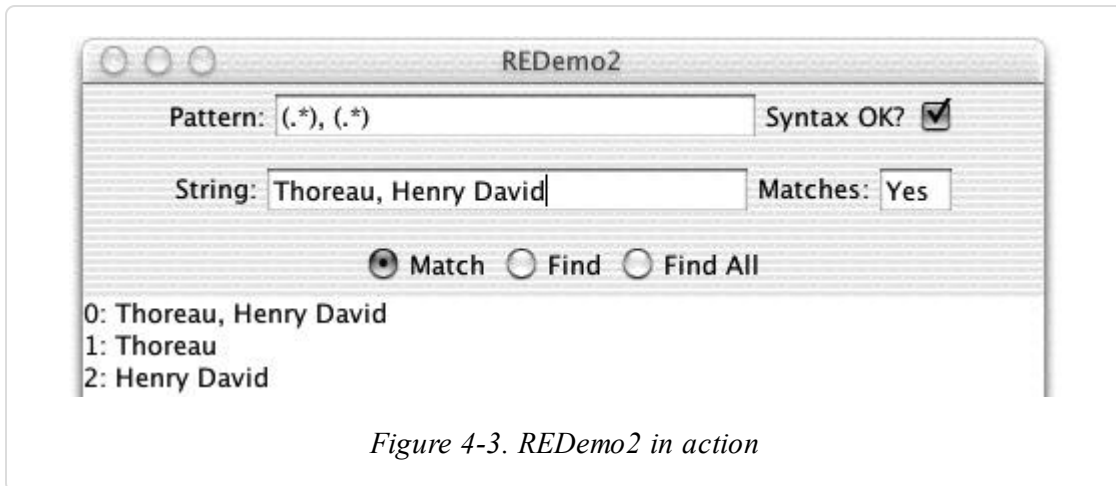 REDemo2
Pattern: (.*), (.*) Syntax OK?
String: Thoreau, Henry David Matches: Yes
Match Find Find All
0: Thoreau, Henry David
1: Thoreau
2: Henry David
Figure 4-3. REDemo2 in action